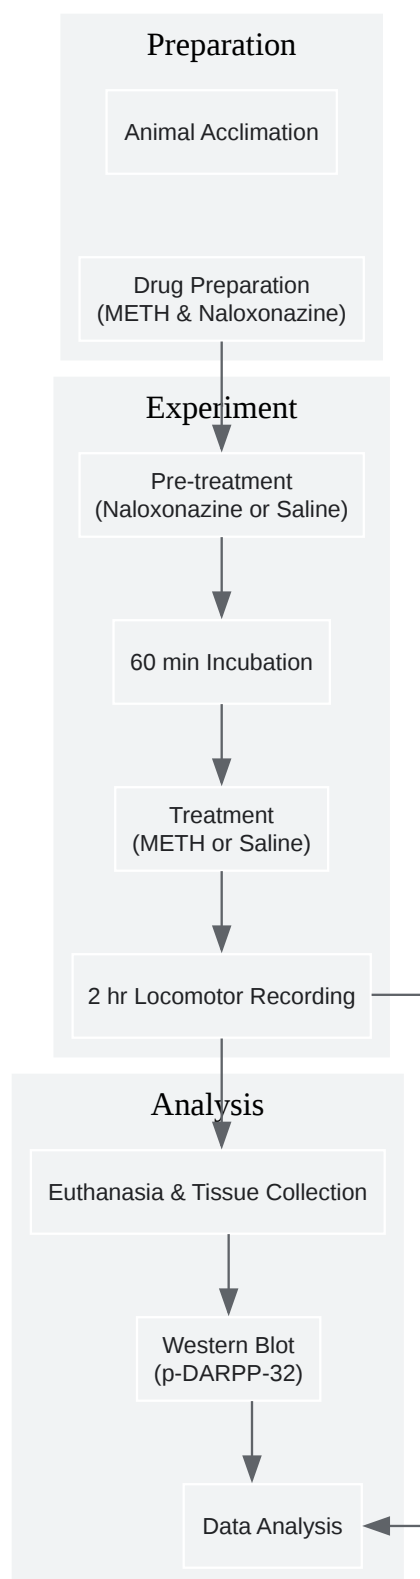 Preparation
Animal Acclimation
Drug Preparation
(METH & Naloxonazine)
Experiment
Pre-treatment
(Naloxonazine or Saline)
60 min Incubation
Treatment
(METH or Saline)
2 hr Locomotor Recording
Analysis
Euthanasia & Tissue Collection
Western Blot
(p-DARPP-32)
Data Analysis